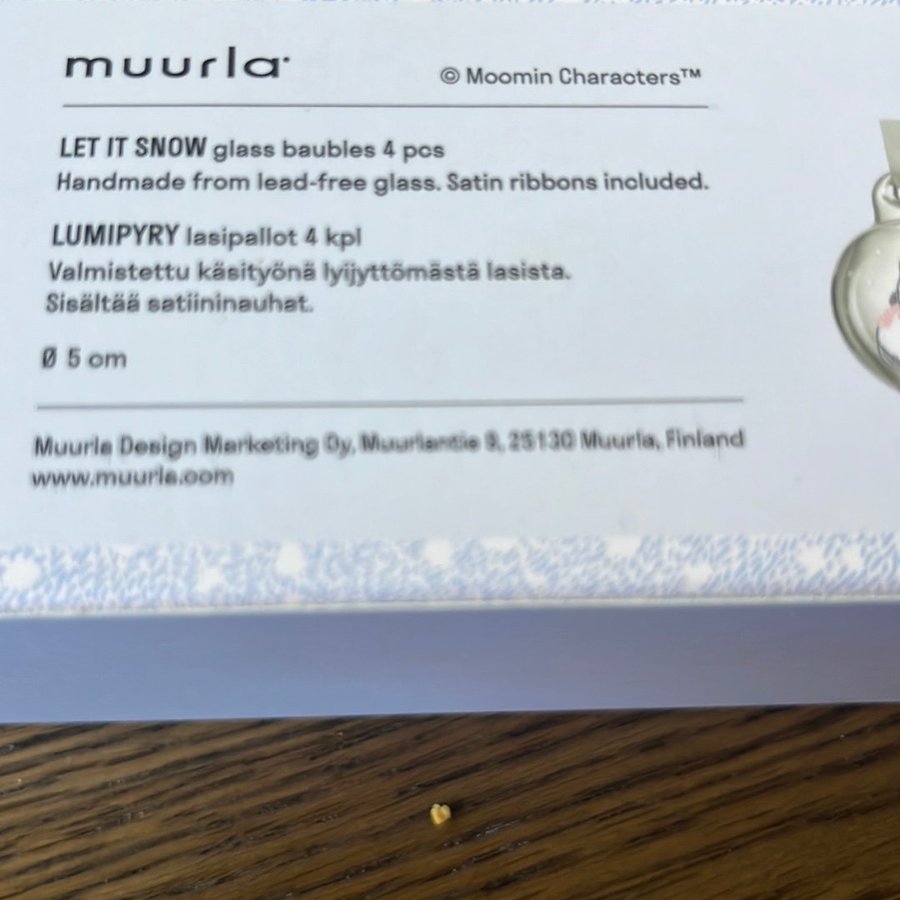 muurla
© Moomin Characters™
LET IT SNOW glass baubles 4 pcs
Handmade from lead-free glass. Satin ribbons included.
LUMIPYRY lasipallot 4 kpl
Valmistettu käsityönä lyijyttömästä lasista.
Sisältää satiininauhat.
Ø 5 cm
Muurla Design Marketing Oy, Muurlantie 9, 25130 Muurla, Finland
www.muurla.com